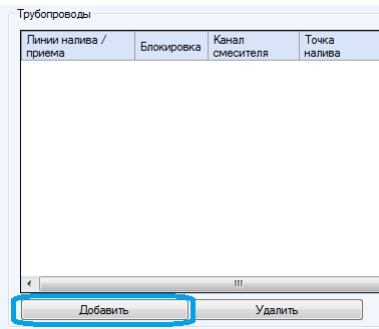 Трубопроводы
Линии налива / приема
Блокировка
Канал смесителя
Точка налива
Добавить
Удалить